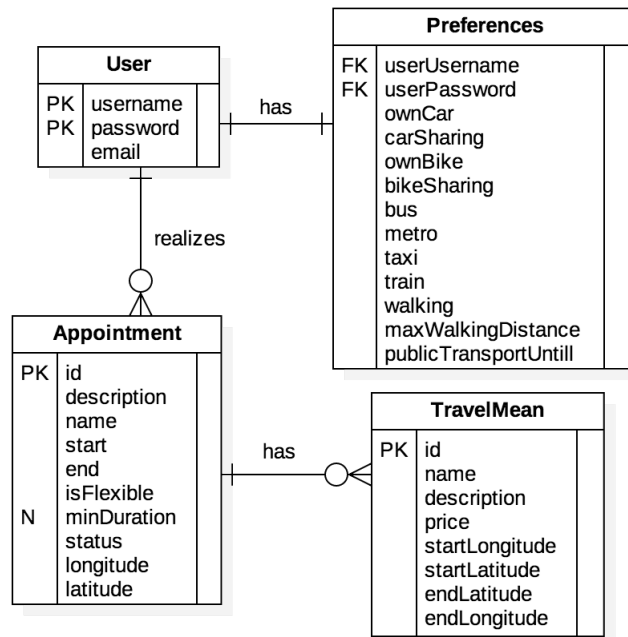 User
PK username
PK password
email
has
Preferences
FK userUsername
FK userPassword
ownCar
carSharing
ownBike
bikeSharing
bus
metro
taxi
train
walking
maxWalkingDistance
publicTransportUntill
realizes
Appointment
PK id
description
name
start
end
isFlexible
N minDuration
status
longitude
latitude
has
TravelMean
PK id
name
description
price
startLongitude
startLatitude
endLatitude
endLongitude